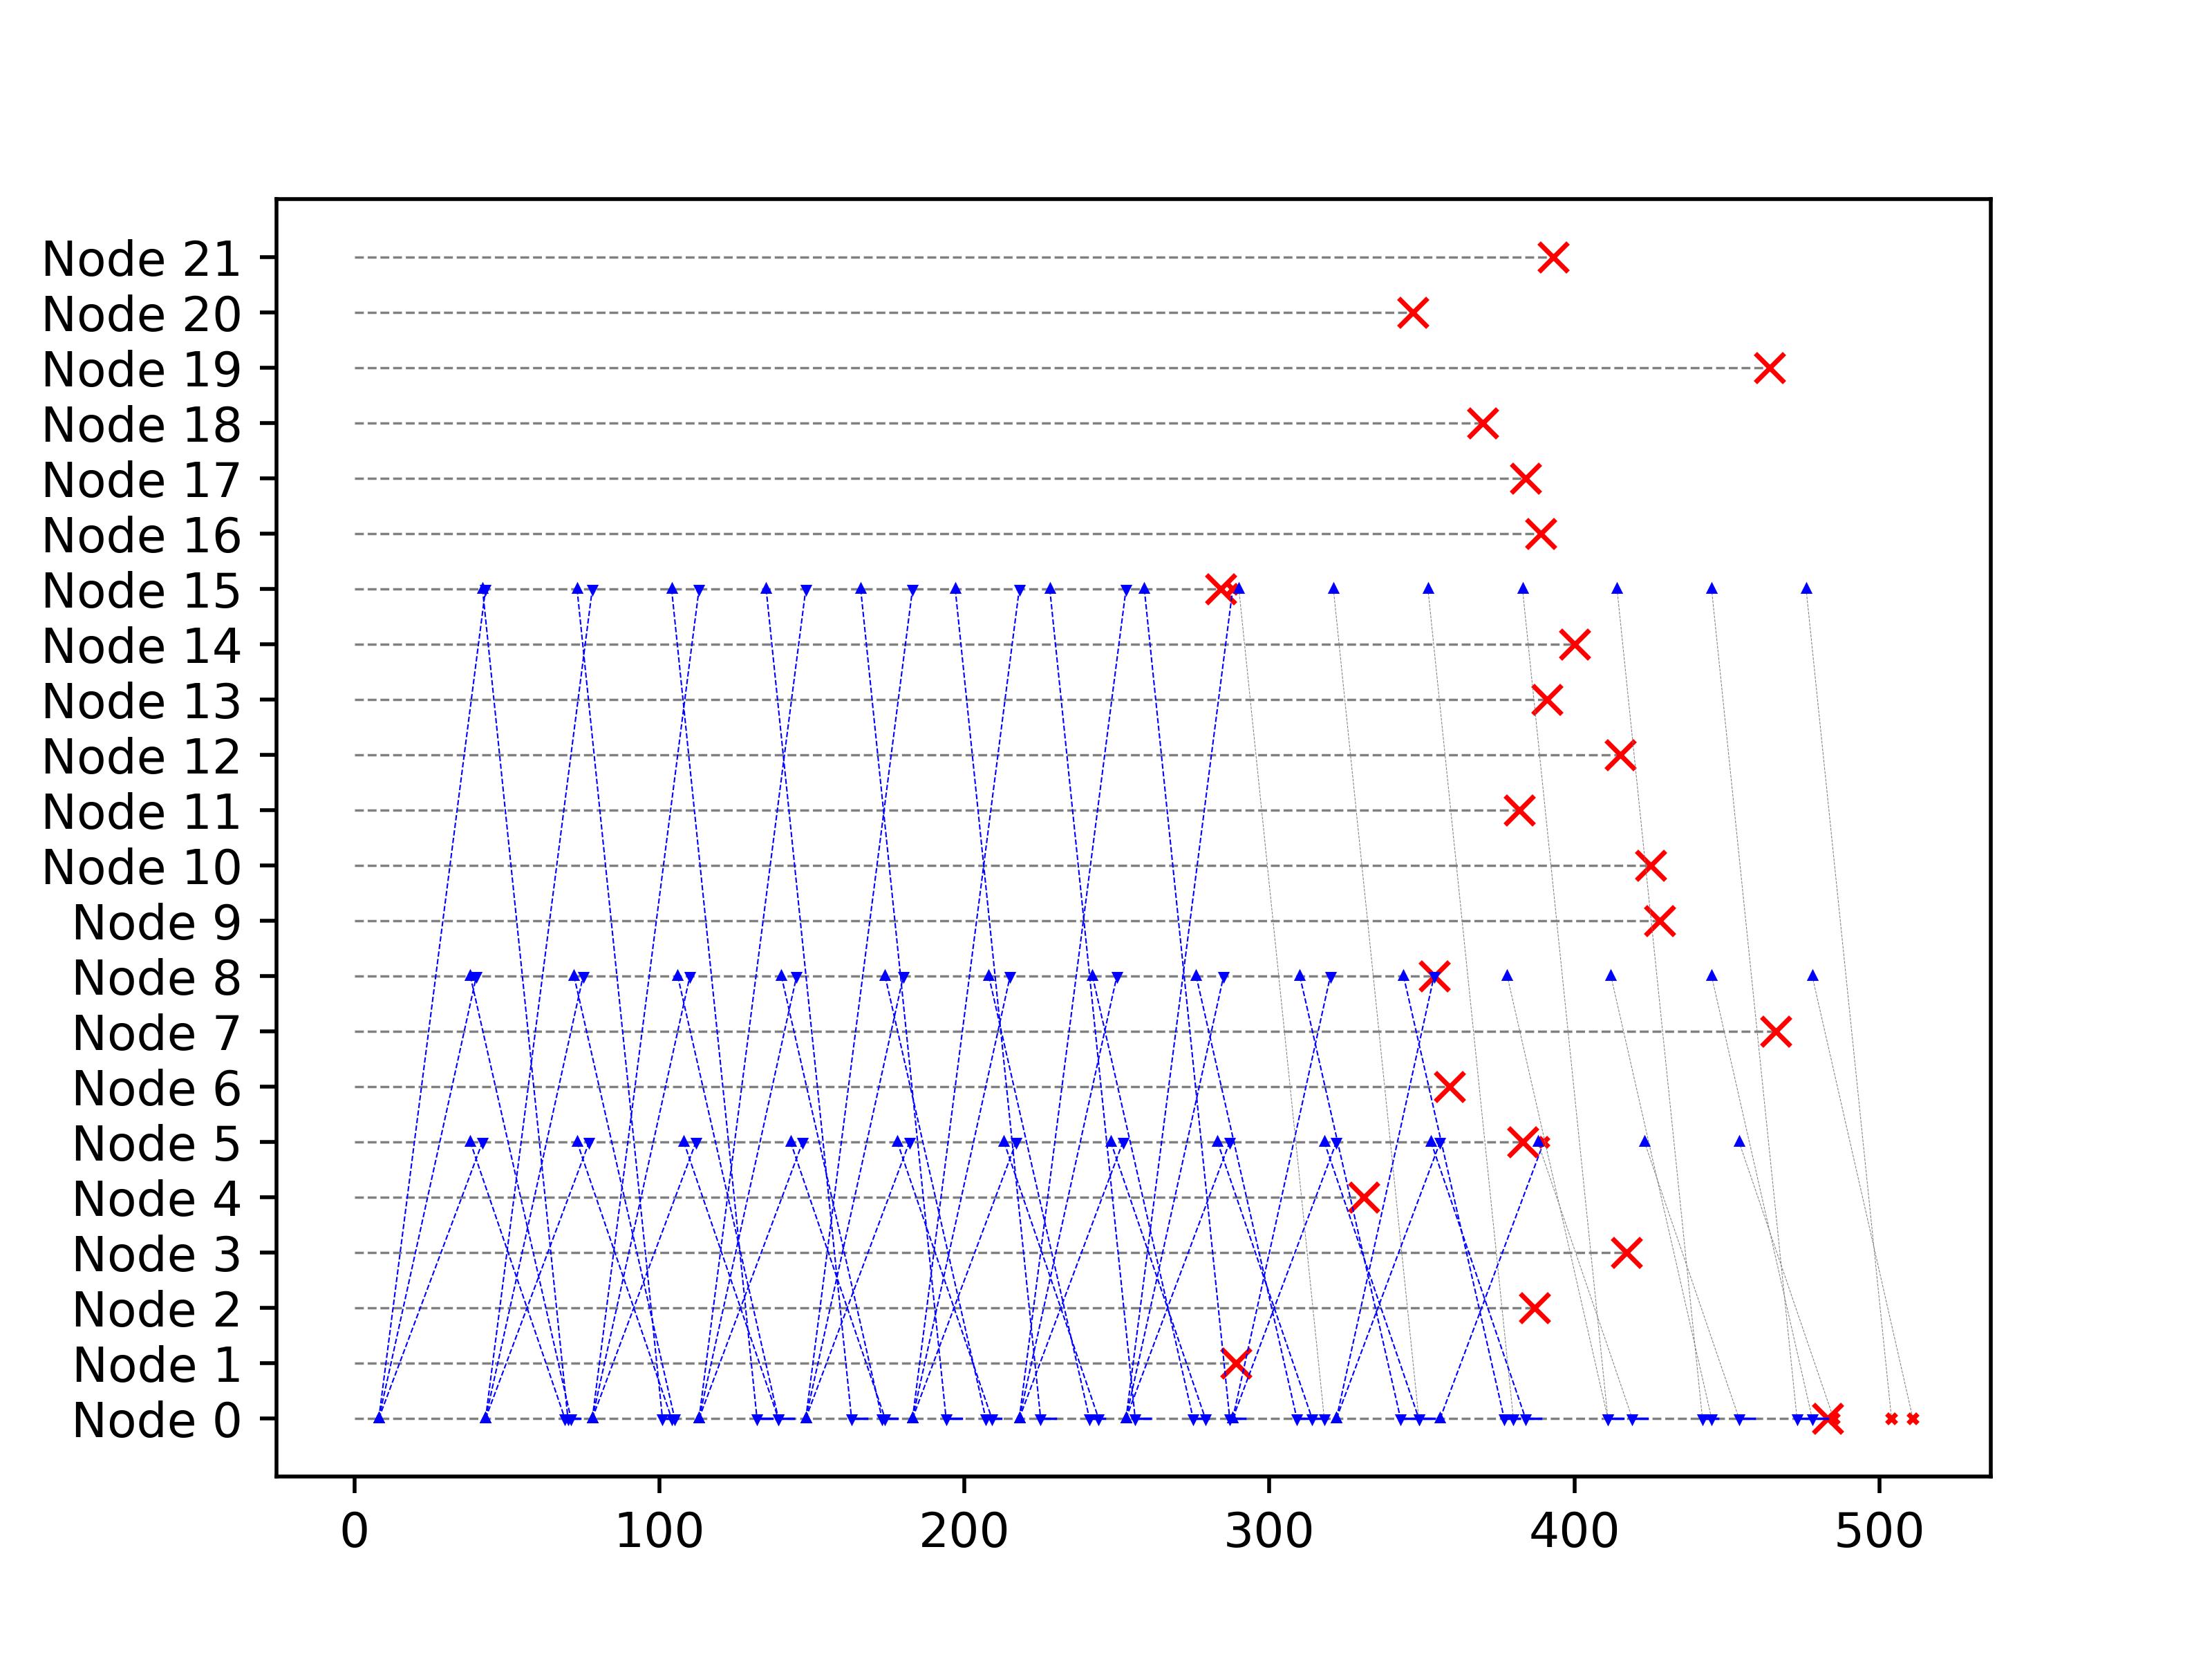 Node 21
Node 20
Node 19
Node 18
Node 17
Node 16
Node 15
Node 14
Node 13
Node 12
Node 11
Node 10
Node 9
Node 8
Node 7
Node 6
Node 5
Node 4
Node 3
Node 2
Node 1
Node 0
0 100 200 300 400 500